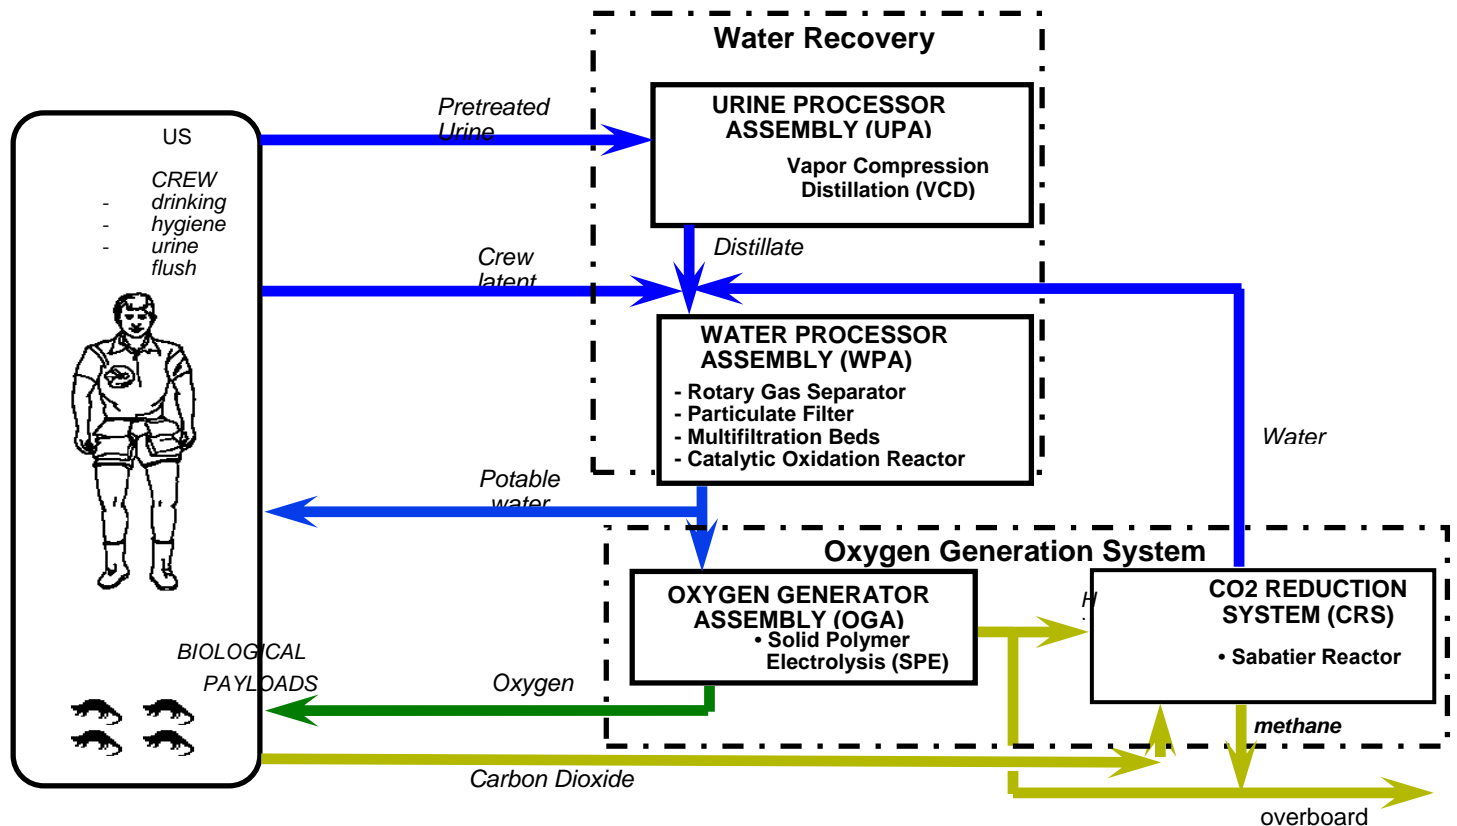 Water Recovery
Pretreated
Urine
URINE PROCESSOR
ASSEMBLY (UPA)
Vapor Compression
Distillation (VCD)
US
CREW
- drinking
- hygiene
- urine
flush
Crew
latent
Distillate
WATER PROCESSOR
ASSEMBLY (WPA)
- Rotary Gas Separator
- Particulate Filter
- Multifiltration Beds
- Catalytic Oxidation Reactor
Water
Potable
water
Oxygen Generation System
OXYGEN GENERATOR
ASSEMBLY (OGA)
• Solid Polymer
Electrolysis (SPE)
H
CO2 REDUCTION
SYSTEM (CRS)
• Sabatier Reactor
BIOLOGICAL
PAYLOADS
Oxygen
methane
Carbon Dioxide
overboard